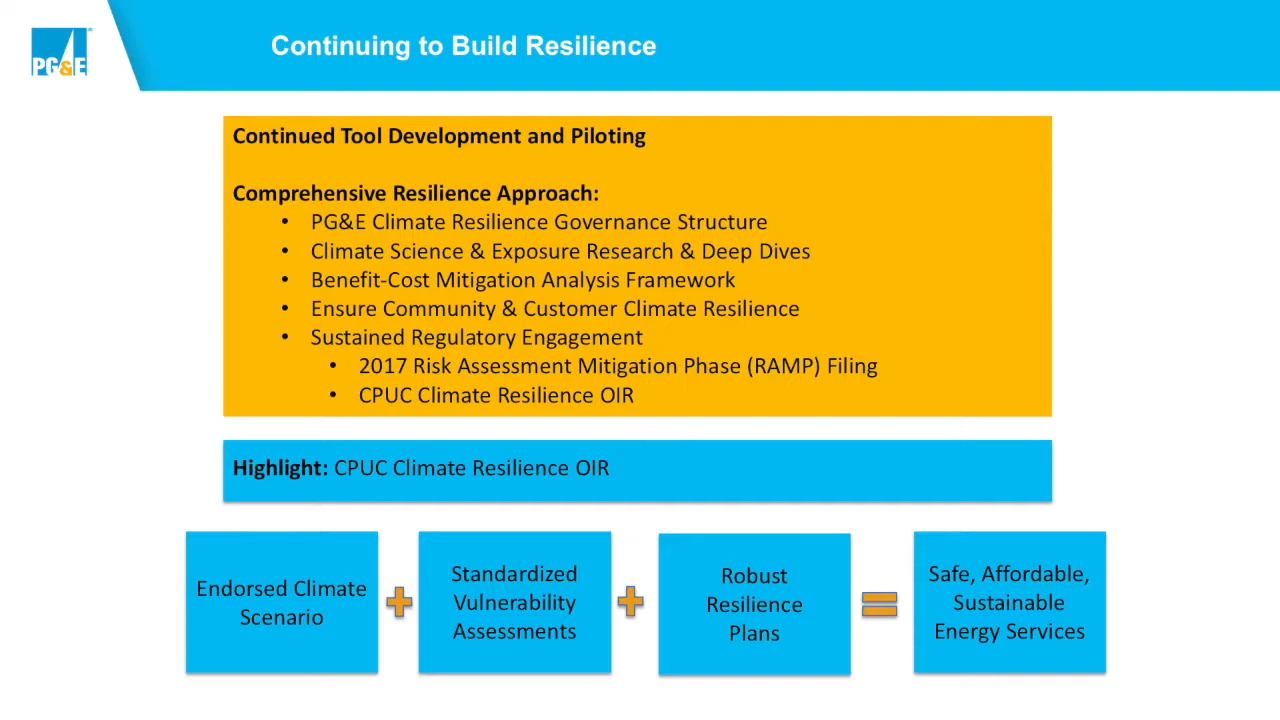 PG&E
Continuing to Build Resilience
Continued Tool Development and Piloting
Comprehensive Resilience Approach:
• PG&E Climate Resilience Governance Structure
• Climate Science & Exposure Research & Deep Dives
• Benefit-Cost Mitigation Analysis Framework
• Ensure Community & Customer Climate Resilience
• Sustained Regulatory Engagement
• 2017 Risk Assessment Mitigation Phase (RAMP) Filing
• CPUC Climate Resilience OIR
Highlight: CPUC Climate Resilience OIR
Endorsed Climate
Scenario
+
Standardized
Vulnerability
Assessments
+
Robust
Resilience
Plans
=
Safe, Affordable,
Sustainable
Energy Services